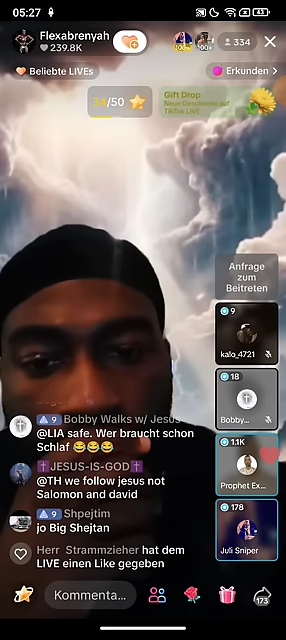 05:27
43
Flexabrenyah
239.8K
100+
100+
334
Beliebte LIVEs
Erkunden >
34/50
Gift Drop
Neue Geschenke auf
TikTok LIVE!
Anfrage
zum
Beitreten
9
kalo_4721
18
Bobby...
1.1K
Prophet Ex...
178
Juli Sniper
9 Bobby Walks w/ Jesus
@LIA safe. Wer braucht schon
Schlaf 😂😂😂
✝️JESUS-IS-GOD✝️
@TH we follow jesus not
Salomon and david
9 Shpejtim
jo Big Shejtan
Herr Strammzieher hat dem
LIVE einen Like gegeben
Kommenta...
173